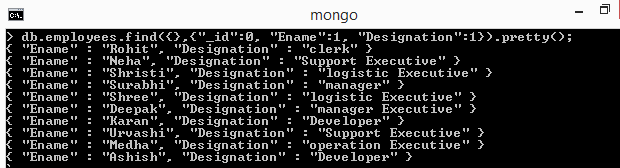 mongo
> db.employees.find({},{"_id":0, "Ename":1, "Designation":1}).pretty();
{ "Ename" : "Rohit", "Designation" : "clerk" }
{ "Ename" : "Neha", "Designation" : "Support Executive" }
{ "Ename" : "Shristi", "Designation" : "logistic Executive" }
{ "Ename" : "Surabhi", "Designation" : "manager" }
{ "Ename" : "Shree", "Designation" : "logistic Executive" }
{ "Ename" : "Deepak", "Designation" : "manager Executive" }
{ "Ename" : "Karan", "Designation" : "Developer" }
{ "Ename" : "Urvashi", "Designation" : "Support Executive" }
{ "Ename" : "Medha", "Designation" : "operation Executive" }
{ "Ename" : "Ashish", "Designation" : "Developer" }